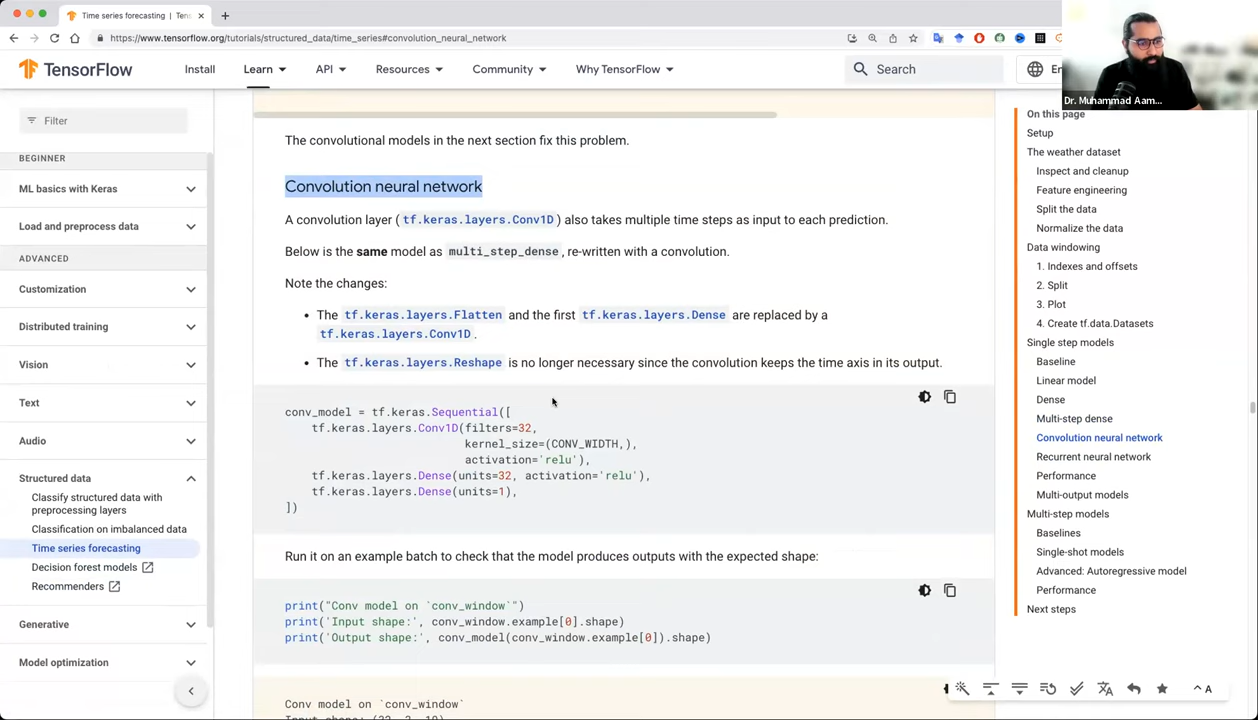 Time series forecasting | Tens
https://www.tensorflow.org/tutorials/structured_data/time_series#convolution_neural_network
TensorFlow
Install
Learn
API
Resources
Community
Why TensorFlow
Search
En
Dr. Muhammad Aam...
Filter
BEGINNER
ML basics with Keras
Load and preprocess data
ADVANCED
Customization
Distributed training
Vision
Text
Audio
Structured data
Classify structured data with
preprocessing layers
Classification on imbalanced data
Time series forecasting
Decision forest models
Recommenders
Generative
Model optimization
The convolutional models in the next section fix this problem.
Convolution neural network
A convolution layer (tf.keras.layers.Conv1D) also takes multiple time steps as input to each prediction.
Below is the same model as multi_step_dense, re-written with a convolution.
Note the changes:
• The tf.keras.layers.Flatten and the first tf.keras.layers.Dense are replaced by a
tf.keras.layers.Conv1D.
• The tf.keras.layers.Reshape is no longer necessary since the convolution keeps the time axis in its output.
conv_model = tf.keras.Sequential([
tf.keras.layers.Conv1D(filters=32,
kernel_size=(CONV_WIDTH,),
activation='relu'),
tf.keras.layers.Dense(units=32, activation='relu'),
tf.keras.layers.Dense(units=1),
])
Run it on an example batch to check that the model produces outputs with the expected shape:
print("Conv model on `conv_window`")
print('Input shape:', conv_window.example[0].shape)
print('Output shape:', conv_model(conv_window.example[0]).shape)
Conv model on `conv_window`
On this page
Setup
The weather dataset
Inspect and cleanup
Feature engineering
Split the data
Normalize the data
Data windowing
1. Indexes and offsets
2. Split
3. Plot
4. Create tf.data.Datasets
Single step models
Baseline
Linear model
Dense
Multi-step dense
Convolution neural network
Recurrent neural network
Performance
Multi-output models
Multi-step models
Baselines
Single-shot models
Advanced: Autoregressive model
Performance
Next steps
A